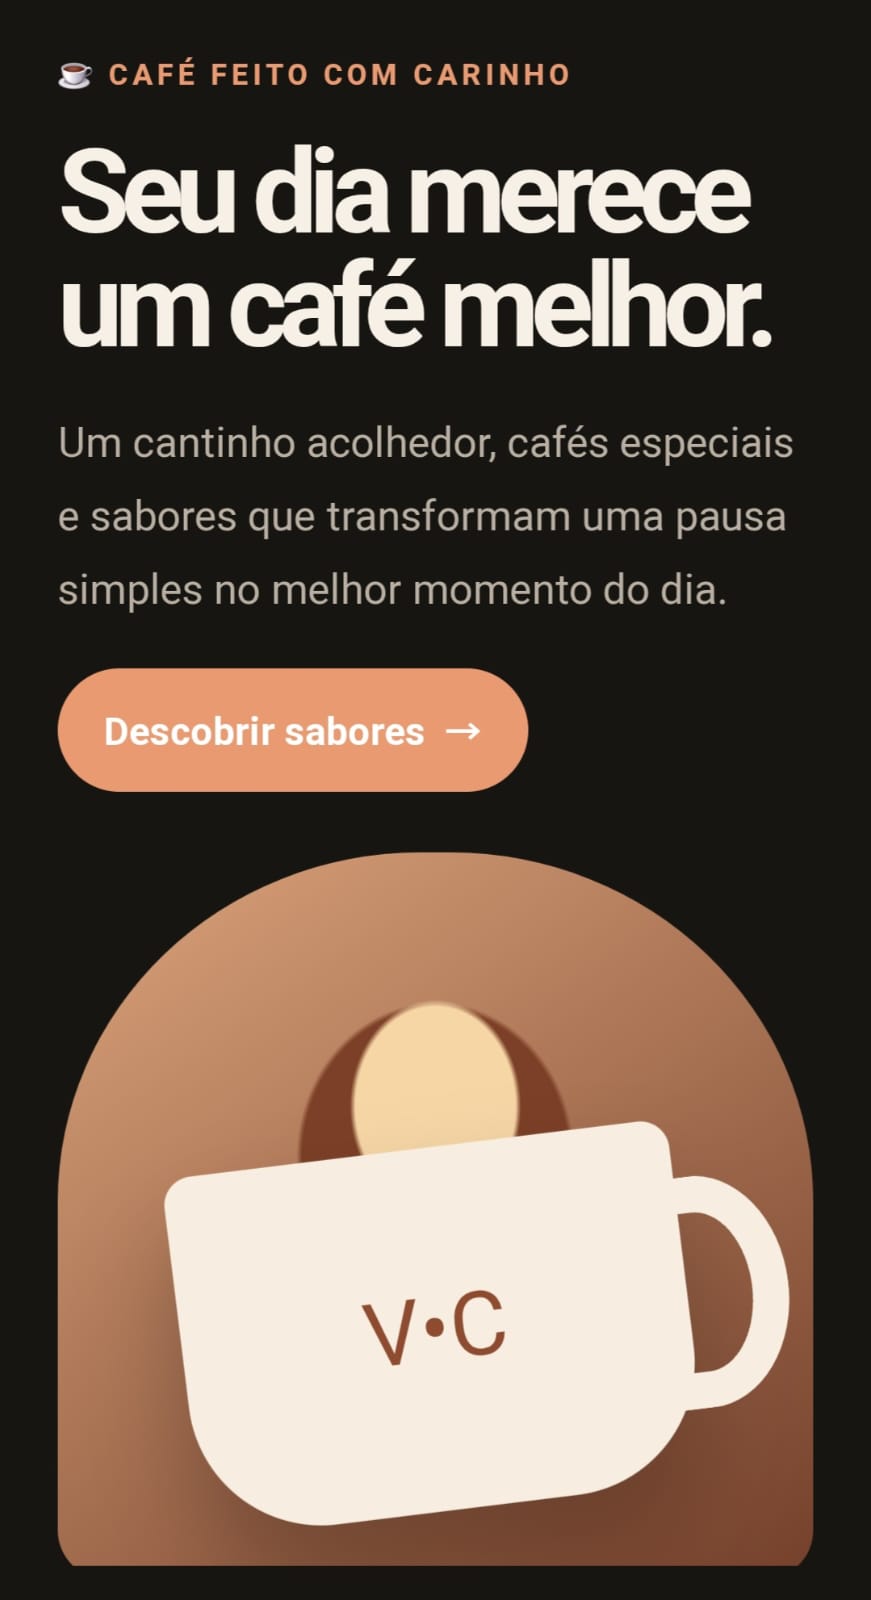 ☕ CAFÉ FEITO COM CARINHO
Seu dia merece
um café melhor.
Um cantinho acolhedor, cafés especiais
e sabores que transformam uma pausa
simples no melhor momento do dia.
Descobrir sabores →
V•C